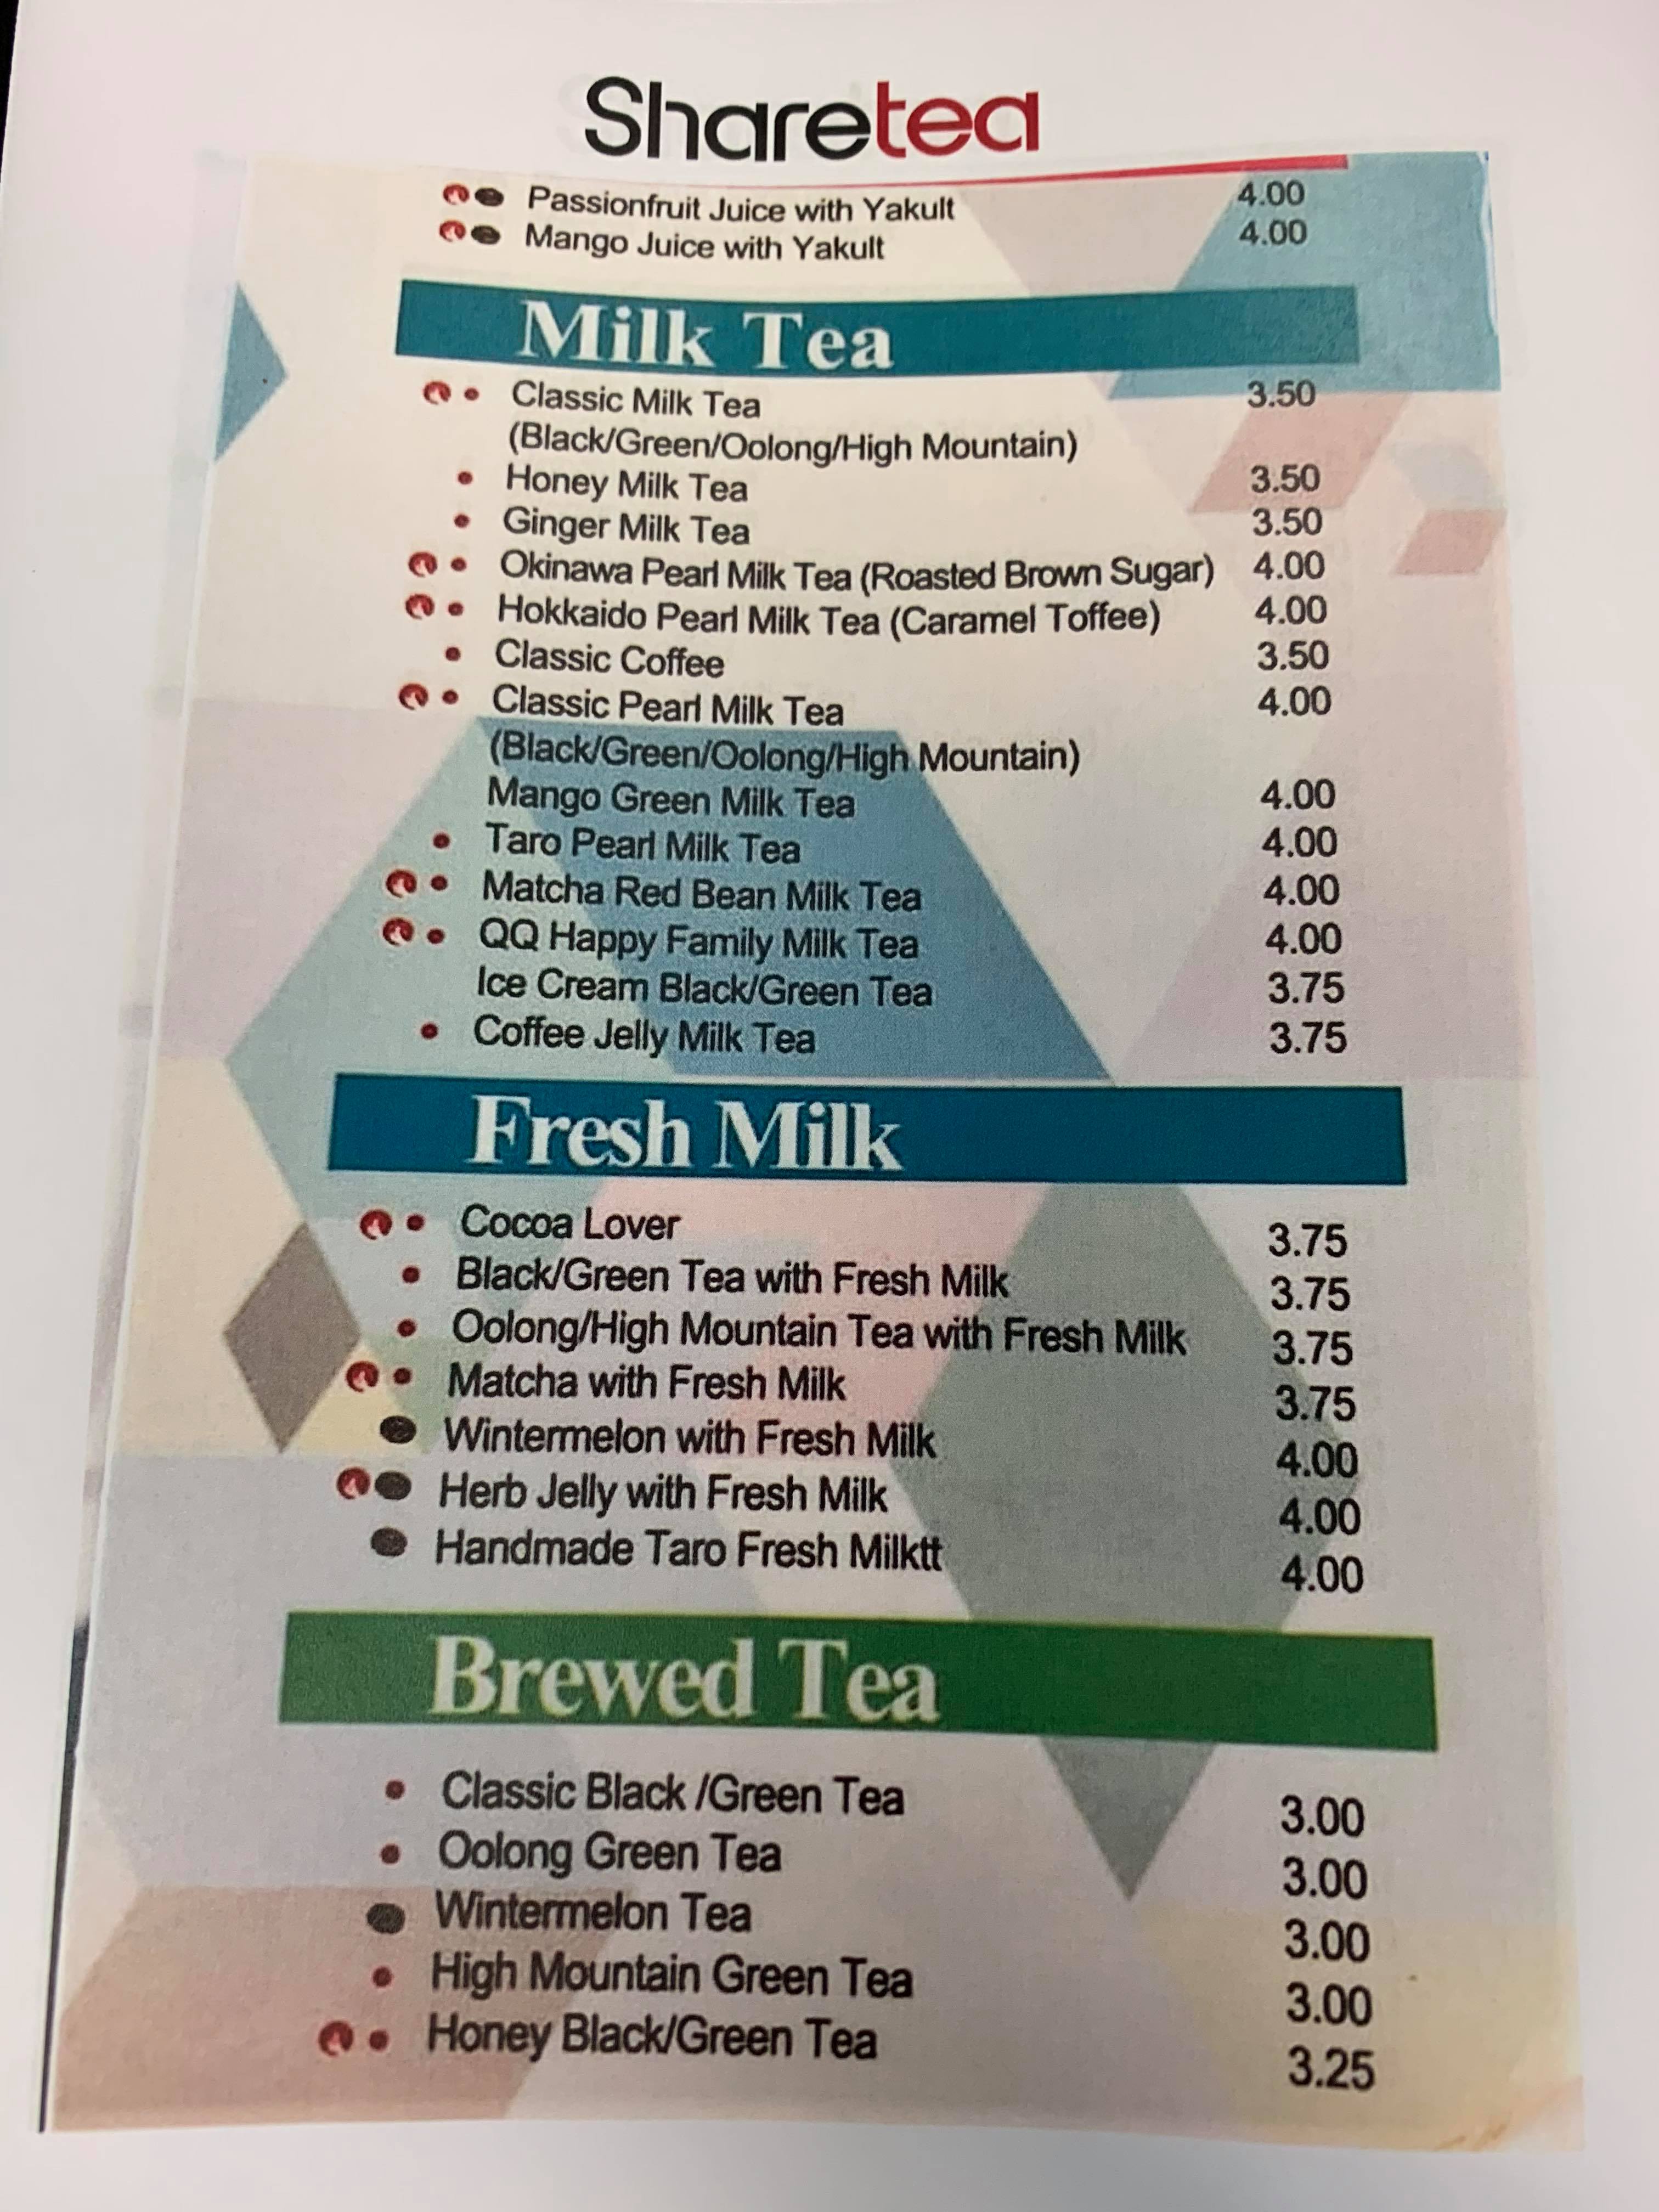 Sharetea
Passionfruit Juice with Yakult 4.00
Mango Juice with Yakult 4.00
Milk Tea
Classic Milk Tea 3.50
(Black/Green/Oolong/High Mountain)
Honey Milk Tea 3.50
Ginger Milk Tea 3.50
Okinawa Pearl Milk Tea (Roasted Brown Sugar) 4.00
Hokkaido Pearl Milk Tea (Caramel Toffee) 4.00
Classic Coffee 3.50
Classic Pearl Milk Tea 4.00
(Black/Green/Oolong/High Mountain)
Mango Green Milk Tea 4.00
Taro Pearl Milk Tea 4.00
Matcha Red Bean Milk Tea 4.00
QQ Happy Family Milk Tea 4.00
Ice Cream Black/Green Tea 3.75
Coffee Jelly Milk Tea 3.75
Fresh Milk
Cocoa Lover 3.75
Black/Green Tea with Fresh Milk 3.75
Oolong/High Mountain Tea with Fresh Milk 3.75
Matcha with Fresh Milk 3.75
Wintermelon with Fresh Milk 4.00
Herb Jelly with Fresh Milk 4.00
Handmade Taro Fresh Milktt 4.00
Brewed Tea
Classic Black /Green Tea 3.00
Oolong Green Tea 3.00
Wintermelon Tea 3.00
High Mountain Green Tea 3.00
Honey Black/Green Tea 3.25